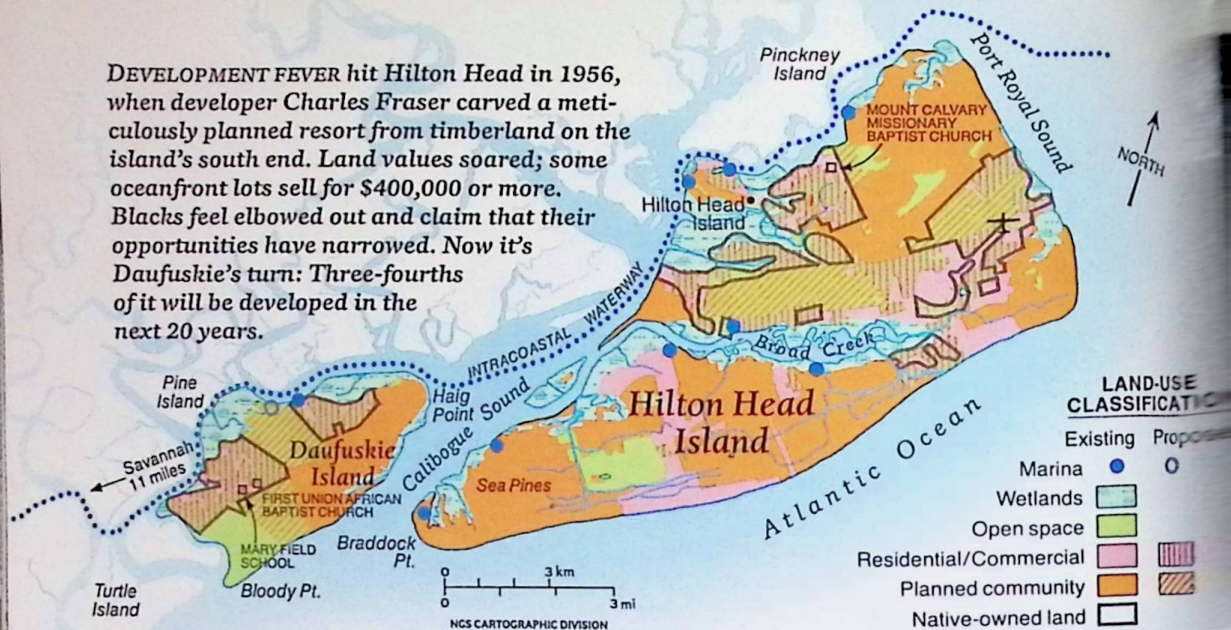 DEVELOPMENT FEVER hit Hilton Head in 1956,
when developer Charles Fraser carved a meti-
culously planned resort from timberland on the
island's south end. Land values soared; some
oceanfront lots sell for $400,000 or more.
Blacks feel elbowed out and claim that their
opportunities have narrowed. Now it's
Daufuskie's turn: Three-fourths
of it will be developed in the
next 20 years.
Pinckney
Island
Port Royal Sound
MOUNT CALVARY
MISSIONARY
BAPTIST CHURCH
NORTH
Hilton Head
Island
INTRACOASTAL WATERWAY
Broad Creek
Pine
Island
Haig
Point
Calibogue Sound
Hilton Head
Island
Savannah
11 miles
Daufuskie
Island
Sea Pines
Atlantic Ocean
FIRST UNION AFRICAN
BAPTIST CHURCH
MARY FIELD
SCHOOL
Braddock
Pt.
Bloody Pt.
Turtle
Island
0 3 km
0 3 mi
NGS CARTOGRAPHIC DIVISION
LAND-USE
CLASSIFICATIO
Existing Propo
Marina
Wetlands
Open space
Residential/Commercial
Planned community
Native-owned land